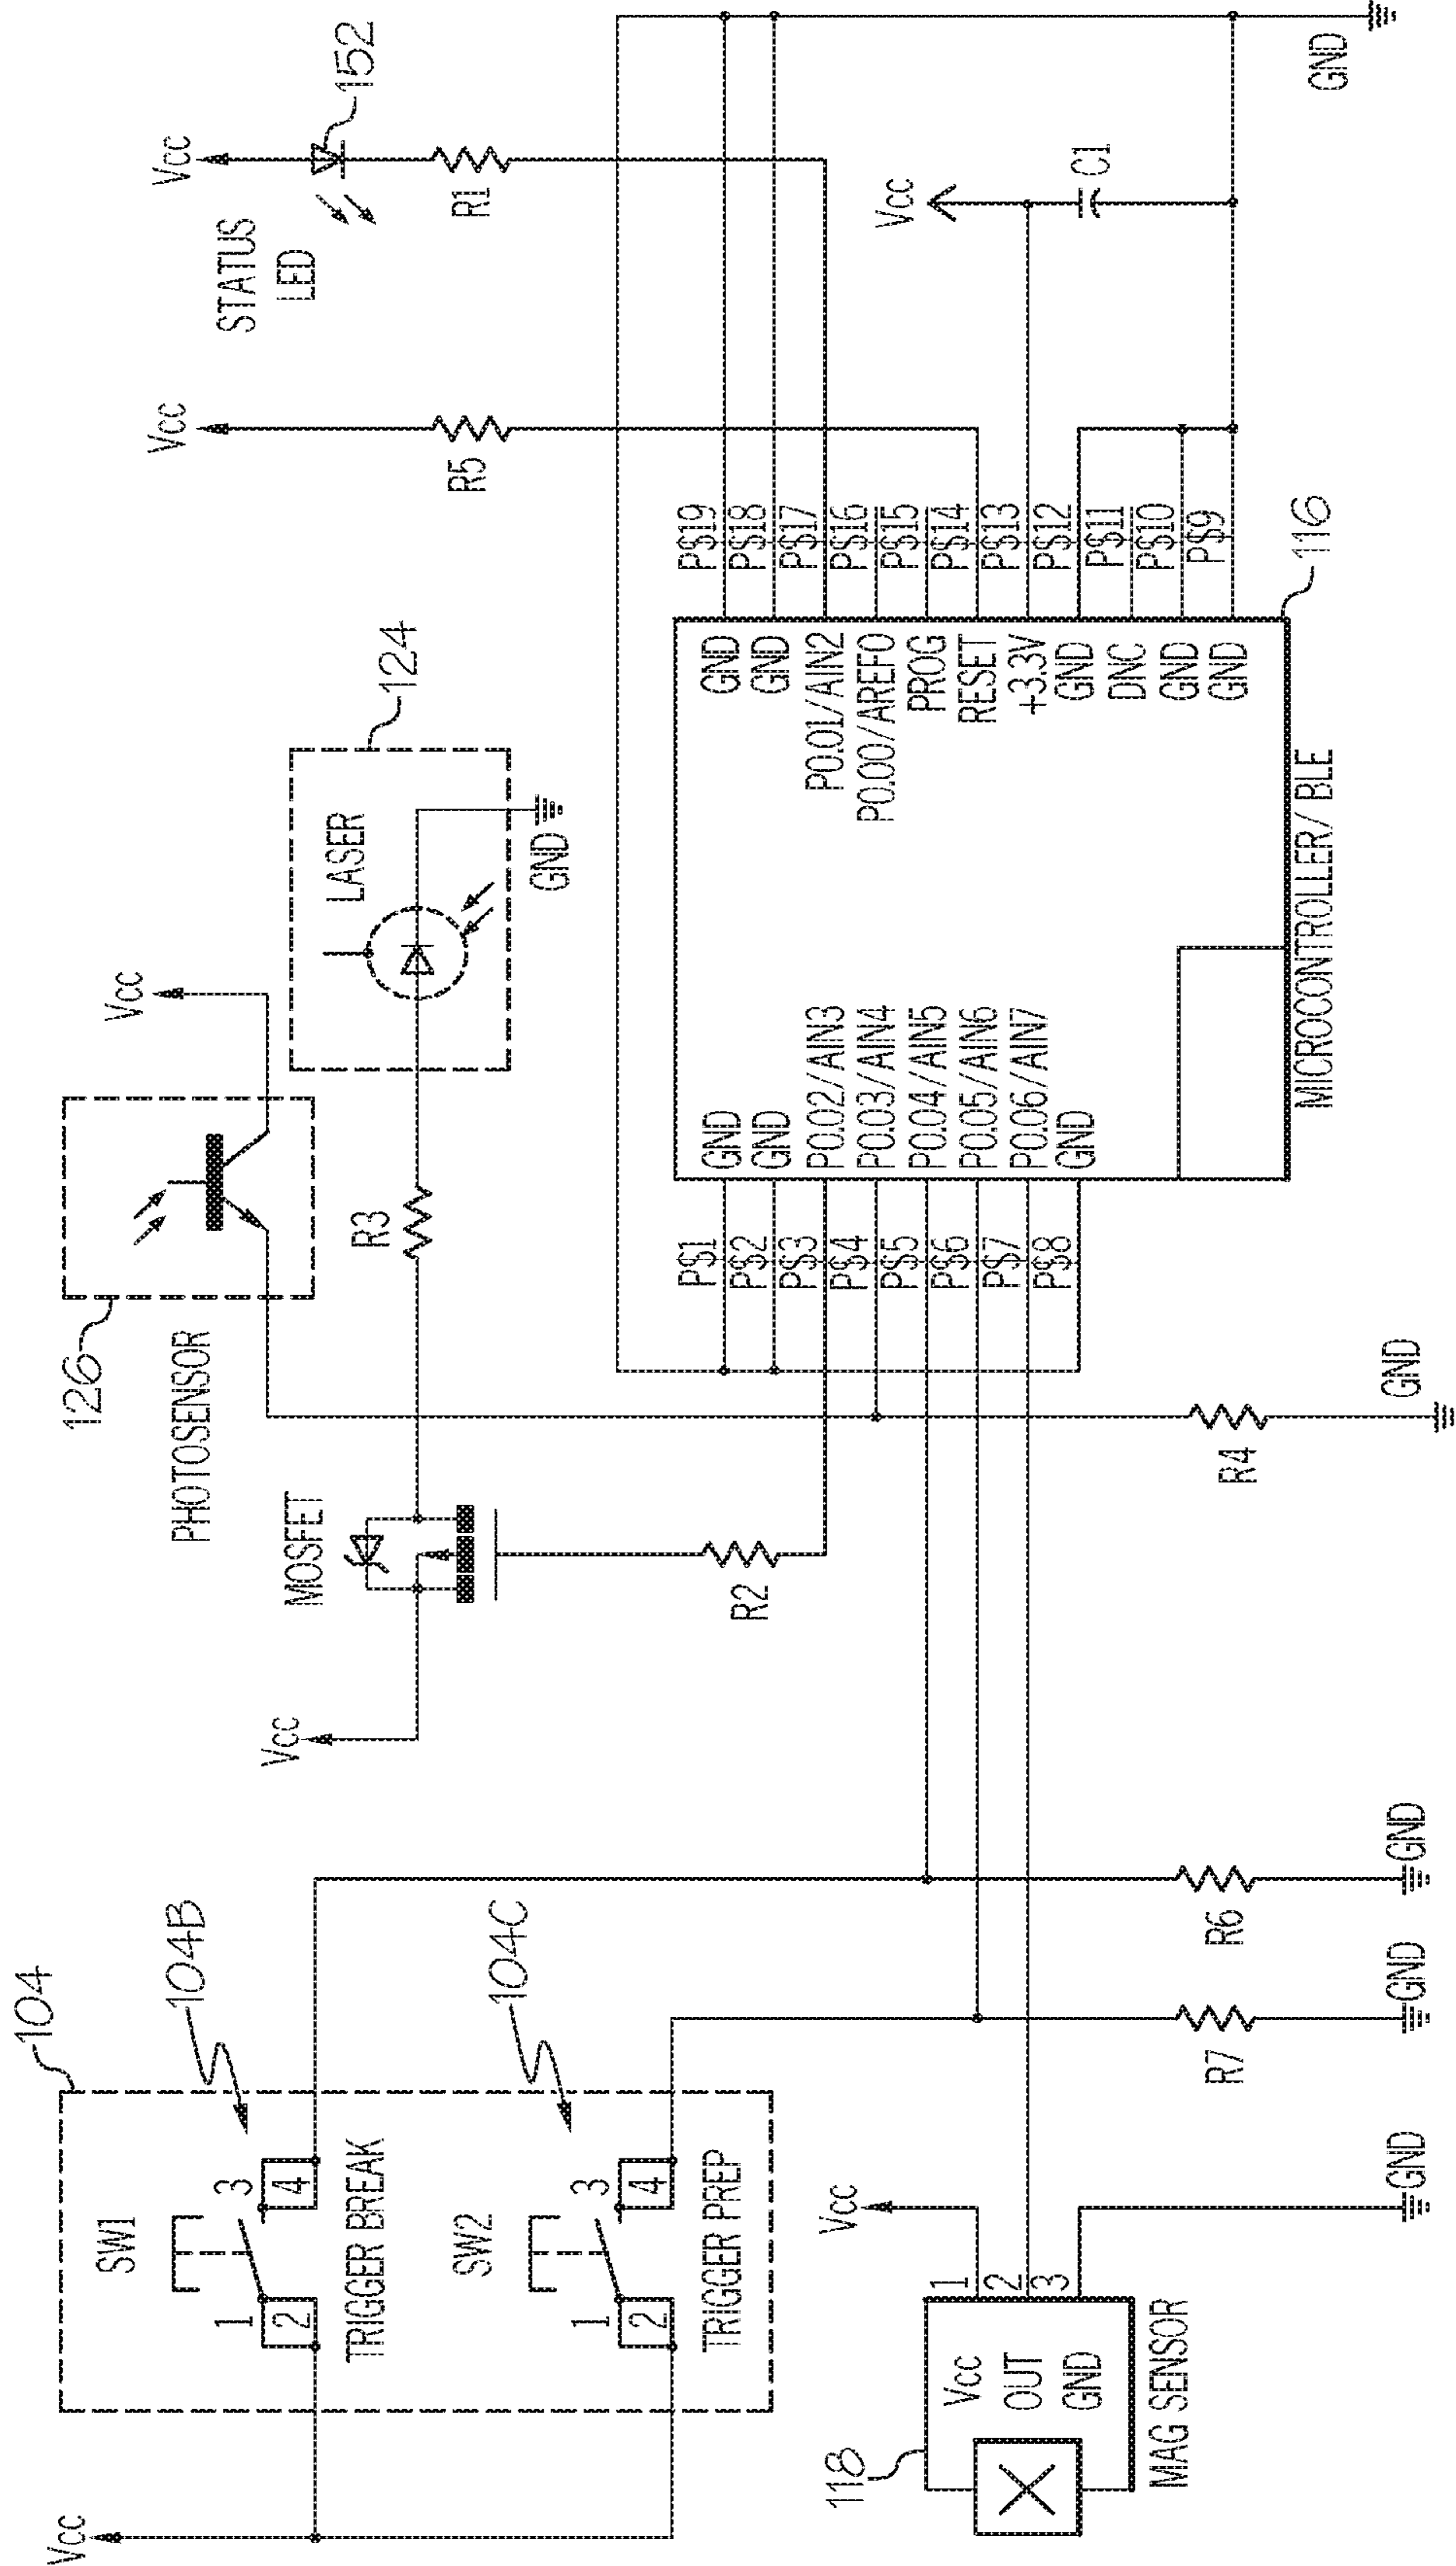 104
Vcc
SW1
1
2
3
4
104B
TRIGGER BREAK
SW2
1
2
3
4
104C
TRIGGER PREP
118
Vcc
OUT
GND
1
2
3
MAG SENSOR
Vcc
GND
R7
GND
R6
GND
Vcc
MOSFET
R2
R3
126
PHOTOSENSOR
Vcc
R4
GND
LASER
124
GND
P$1
P$2
P$3
P$4
P$5
P$6
P$7
P$8
GND
GND
P0.02/AIN3
P0.03/AIN4
P0.04/AIN5
P0.05/AIN6
P0.06/AIN7
GND
GND
GND
P0.01/AIN2
P0.00/AREF0
PROG
RESET
+3.3V
GND
DNC
GND
GND
P$19
P$18
P$17
P$16
P$15
P$14
P$13
P$12
P$11
P$10
P$9
116
MICROCONTROLLER/ BLE
Vcc
R5
STATUS
LED
Vcc
152
R1
Vcc
C1
GND